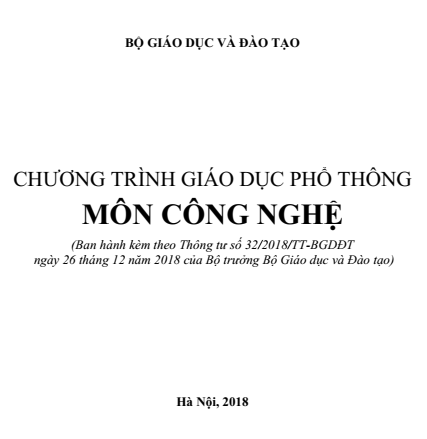 BỘ GIÁO DỤC VÀ ĐÀO TẠO
CHƯƠNG TRÌNH GIÁO DỤC PHỔ THÔNG
MÔN CÔNG NGHỆ
(Ban hành kèm theo Thông tư số 32/2018/TT-BGDĐT
ngày 26 tháng 12 năm 2018 của Bộ trưởng Bộ Giáo dục và Đào tạo)
Hà Nội, 2018